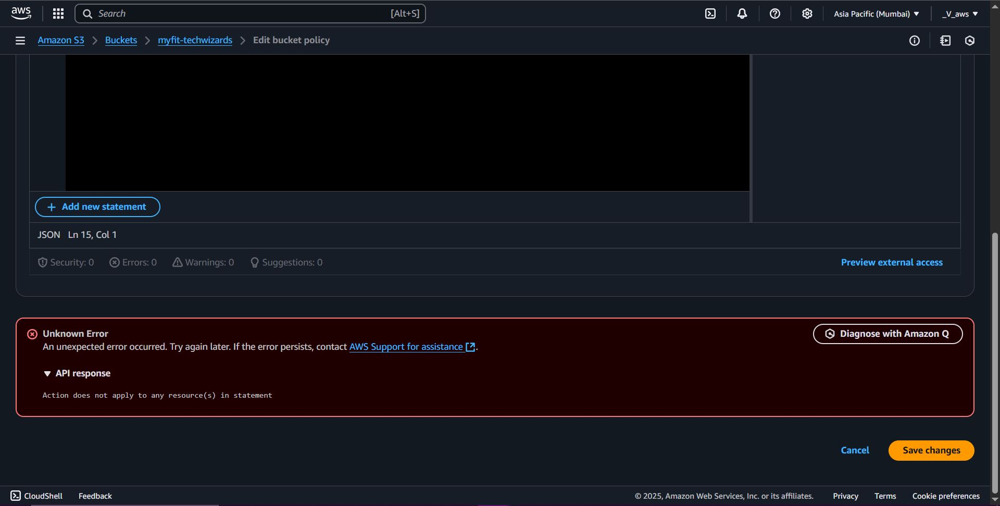 aws
Search [Alt+S]
Asia Pacific (Mumbai)
_V_aws
Amazon S3 Buckets myfit-techwizards Edit bucket policy
Add new statement
JSON Ln 15, Col 1
Security: 0 Errors: 0 Warnings: 0 Suggestions: 0
Preview external access
Unknown Error
Diagnose with Amazon Q
An unexpected error occurred. Try again later. If the error persists, contact AWS Support for assistance.
API response
Action does not apply to any resource(s) in statement
Cancel
Save changes
CloudShell Feedback
© 2025, Amazon Web Services, Inc. or its affiliates. Privacy Terms Cookie preferences